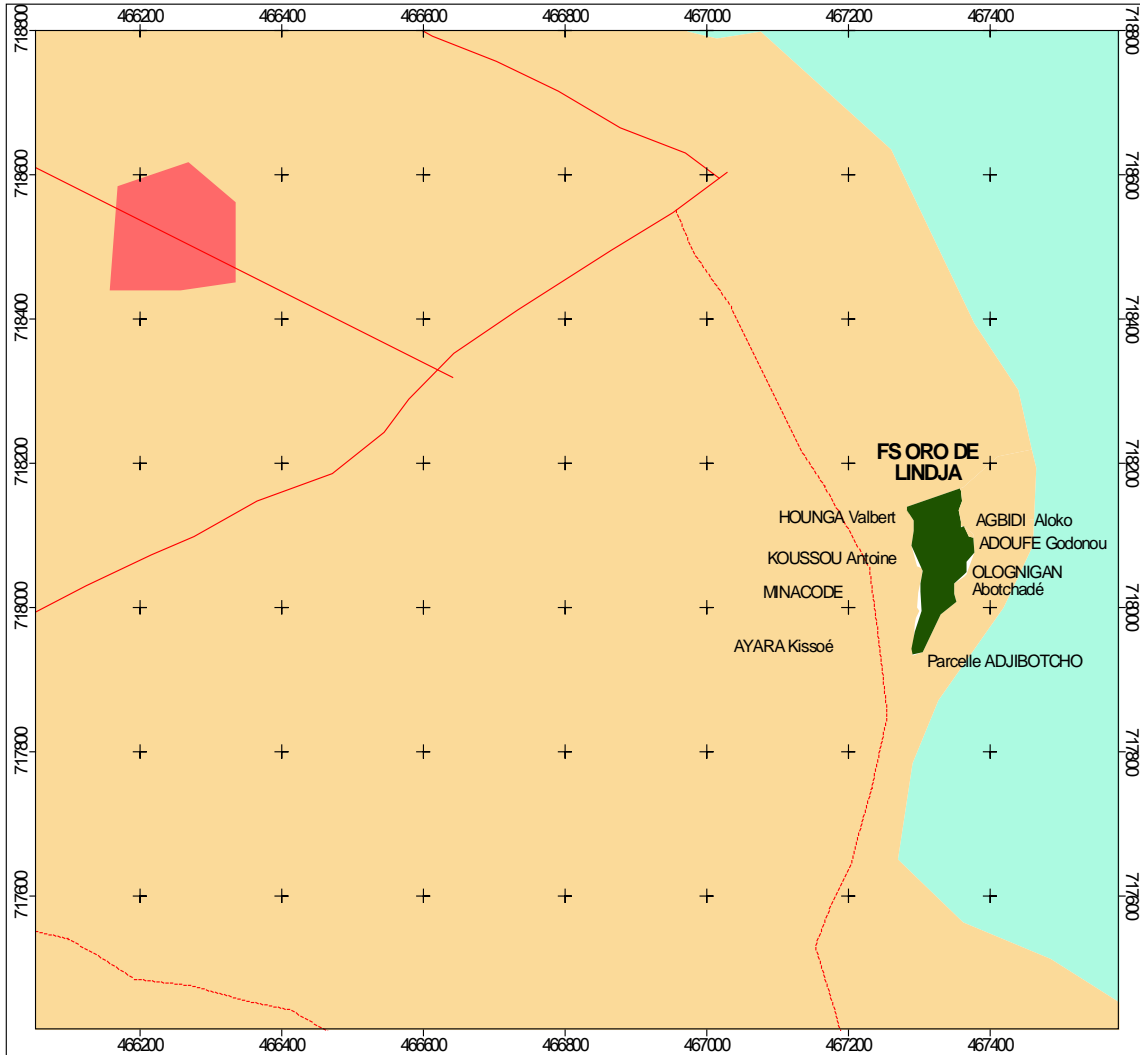 466200 466400 466600 466800 467000 467200 467400
718800 718800
718600 718600
718400 718400
718200 718200
FS ORO DE
LINDJA
HOUNGA Valbert
AGBIDI Aloko
ADOUFE Godonou
KOUSSOU Antoine
OLOGNIGAN
Abotchadé
MINACODE
718000 718000
AYARA Kissoé
Parcelle ADJIBOTCHO
717800 717800
717600 717600
466200 466400 466600 466800 467000 467200 467400